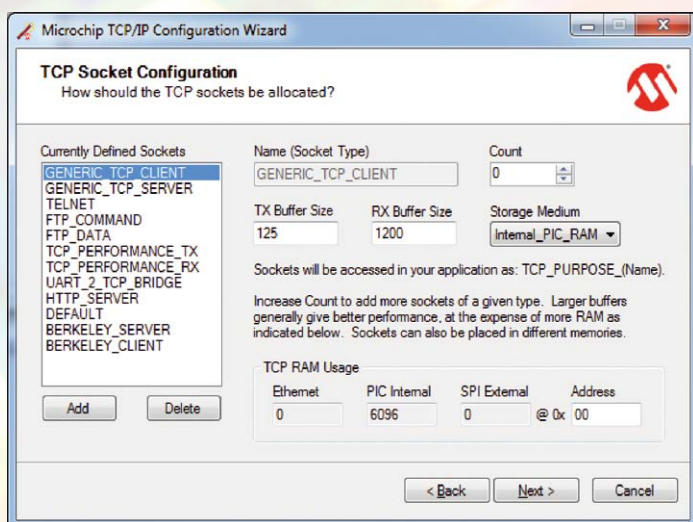 Microchip TCP/IP Configuration Wizard
TCP Socket Configuration
How should the TCP sockets be allocated?
Currently Defined Sockets
GENERIC_TCP_CLIENT
GENERIC_TCP_SERVER
TELNET
FTP_COMMAND
FTP_DATA
TCP_PERFORMANCE_TX
TCP_PERFORMANCE_RX
UART_2_TCP_BRIDGE
HTTP_SERVER
DEFAULT
BERKELEY_SERVER
BERKELEY_CLIENT
Add Delete
Name (Socket Type) Count
GENERIC_TCP_CLIENT 0
TX Buffer Size RX Buffer Size Storage Medium
125 1200 Internal_PIC_RAM
Sockets will be accessed in your application as: TCP_PURPOSE_(Name).
Increase Count to add more sockets of a given type. Larger buffers
generally give better performance, at the expense of more RAM as
indicated below. Sockets can also be placed in different memories.
TCP RAM Usage
Ethernet PIC Internal SPI External Address
0 6096 0 @ 0x 00
< Back Next > Cancel